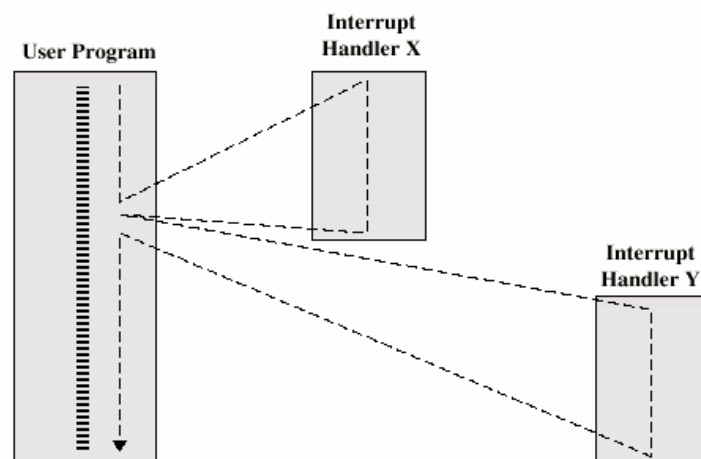 User Program
Interrupt
Handler X
Interrupt
Handler Y